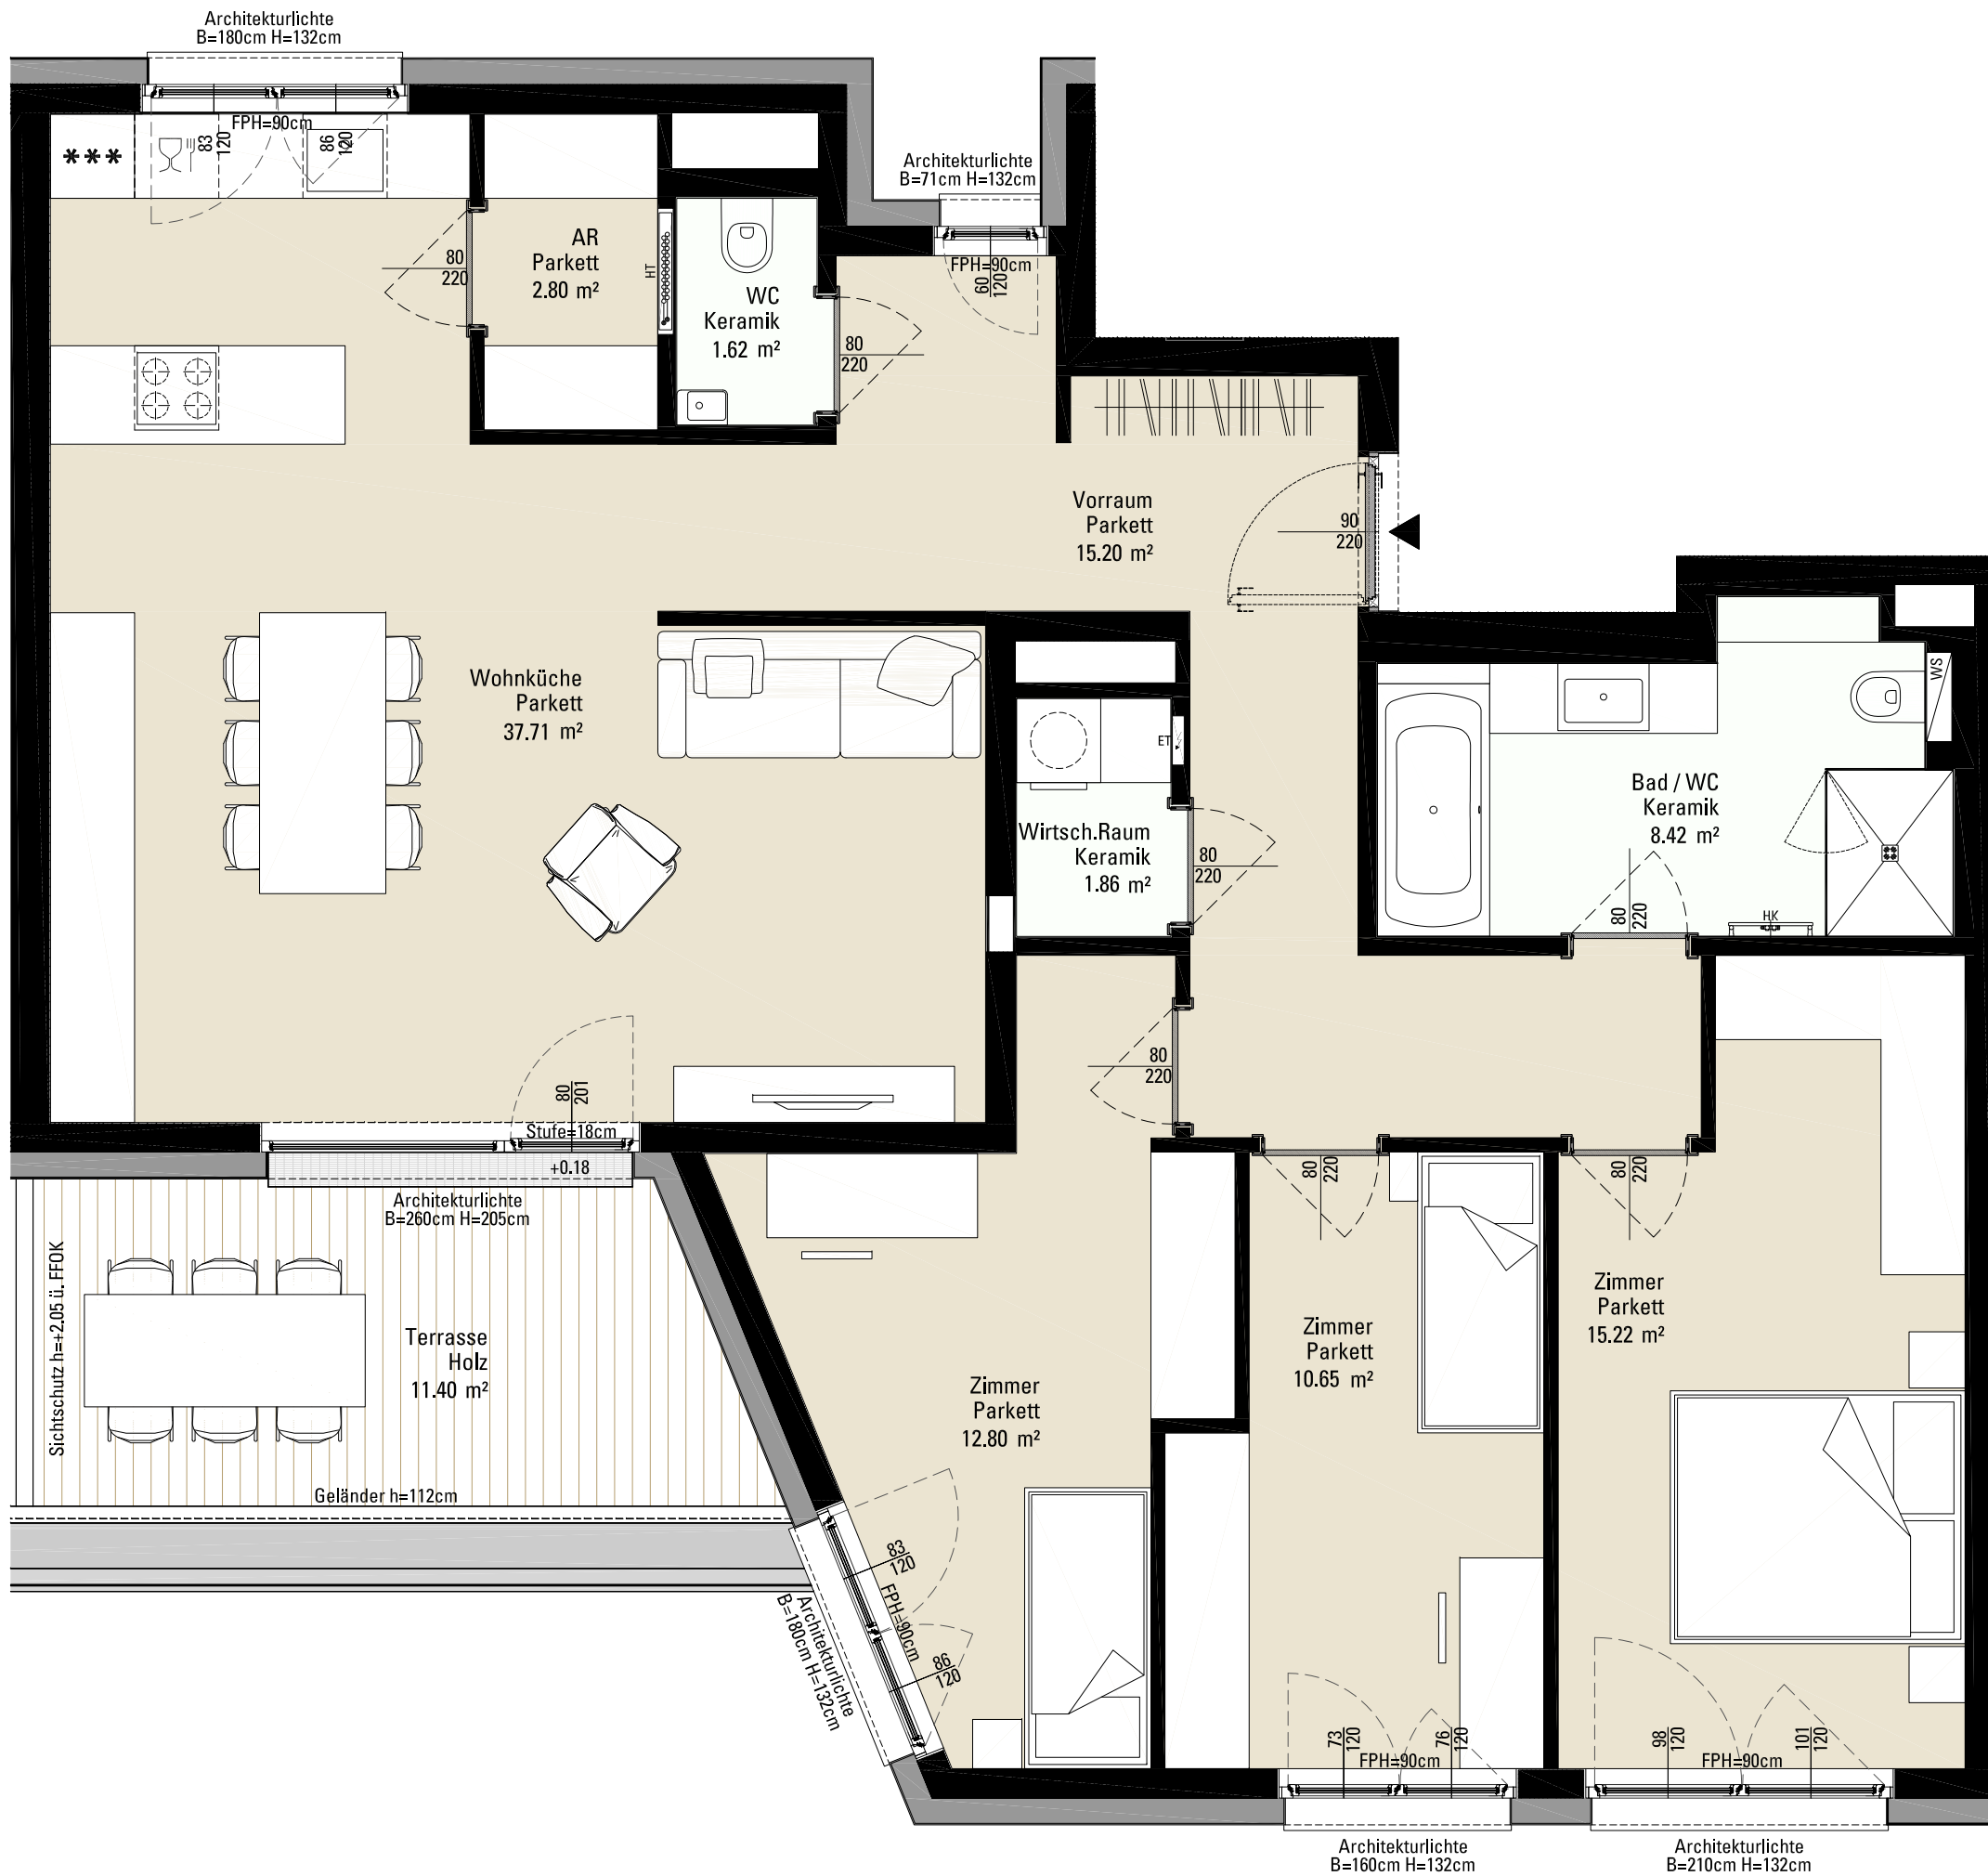 Architekturlichte
B=180cm H=132cm
FPH=90cm
83
120
86
120
***
Architekturlichte
B=71cm H=132cm
FPH=90cm
60
120
AR
Parkett
2.80 m²
80
220
HT
WC
Keramik
1.62 m²
80
220
Vorraum
Parkett
15.20 m²
90
220
Wohnküche
Parkett
37.71 m²
ET
Wirtsch.Raum
Keramik
1.86 m²
80
220
WS
Bad / WC
Keramik
8.42 m²
80
220
HK
80
220
80
201
Stufe=18cm
+0.18
Architekturlichte
B=260cm H=205cm
80
220
80
220
Sichtschutz h=+2.05 ü. FFOK
Terrasse
Holz
11.40 m²
Geländer h=112cm
Zimmer
Parkett
12.80 m²
Zimmer
Parkett
10.65 m²
Zimmer
Parkett
15.22 m²
83
120
FPH=90cm
86
120
Architekturlichte
B=180cm H=132cm
73
120
76
120
FPH=90cm
98
120
101
120
FPH=90cm
Architekturlichte
B=160cm H=132cm
Architekturlichte
B=210cm H=132cm